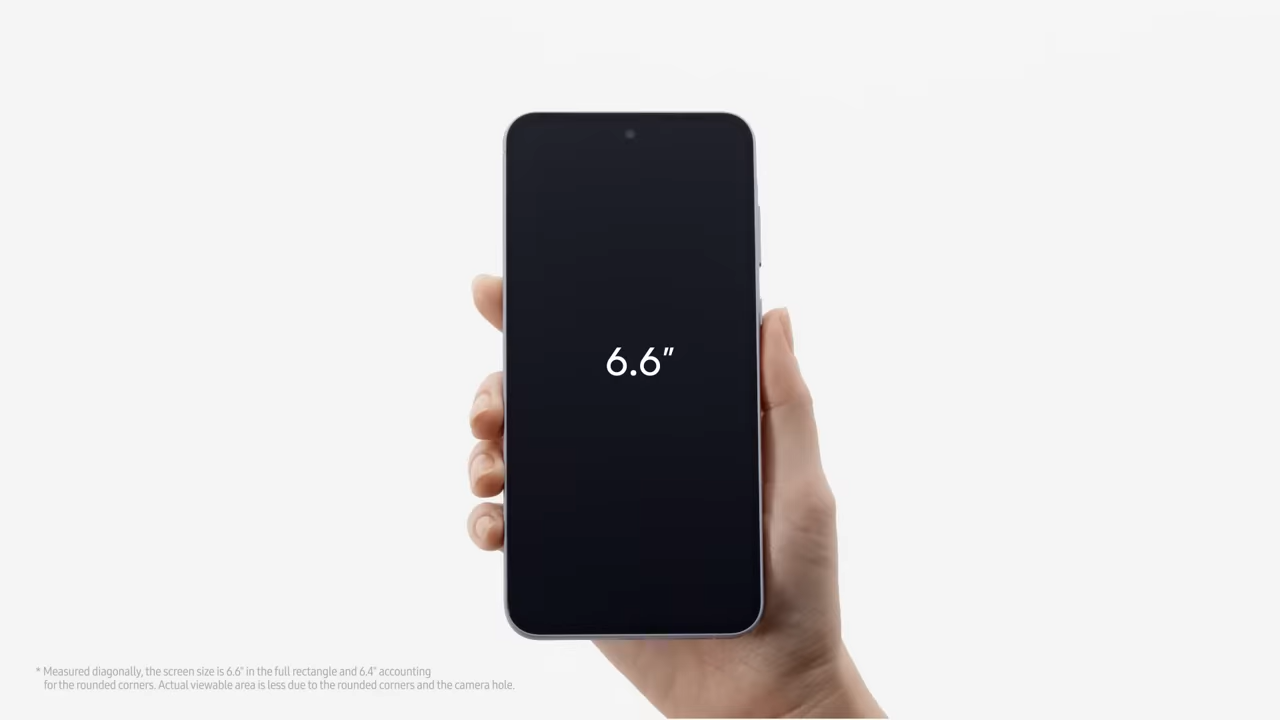 6.6"
* Measured diagonally, the screen size is 6.6" in the full rectangle and 6.4" accounting
for the rounded corners. Actual viewable area is less due to the rounded corners and the camera hole.